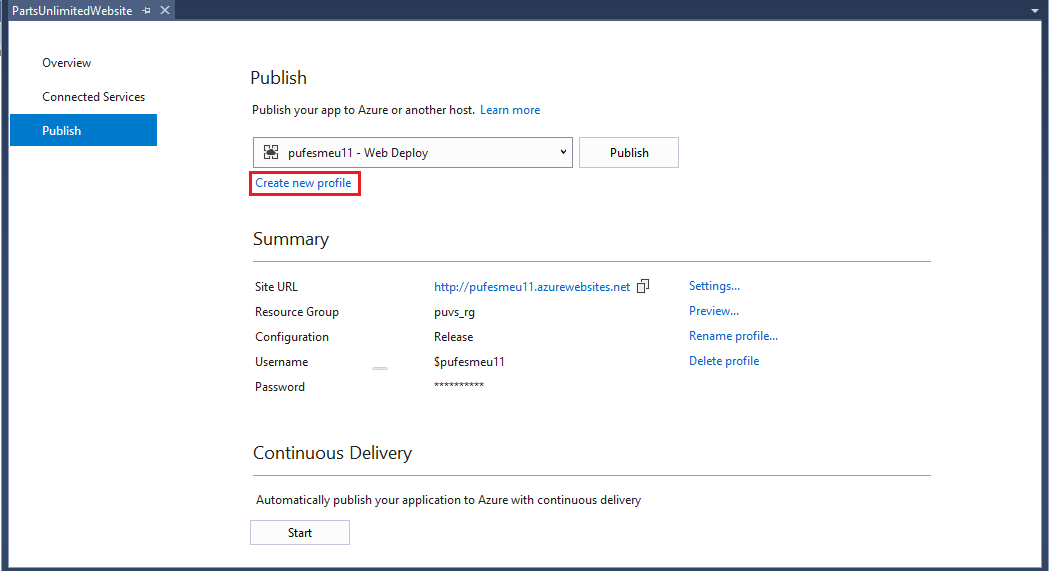 PartsUnlimitedWebsite
Overview
Connected Services
Publish
Publish
Publish your app to Azure or another host. Learn more
pufesmeu11 - Web Deploy
Publish
Create new profile
Summary
Site URL http://pufesmeu11.azurewebsites.net Settings...
Resource Group puvs_rg Preview...
Configuration Release Rename profile...
Username $pufesmeu11 Delete profile
Password **********
Continuous Delivery
Automatically publish your application to Azure with continuous delivery
Start